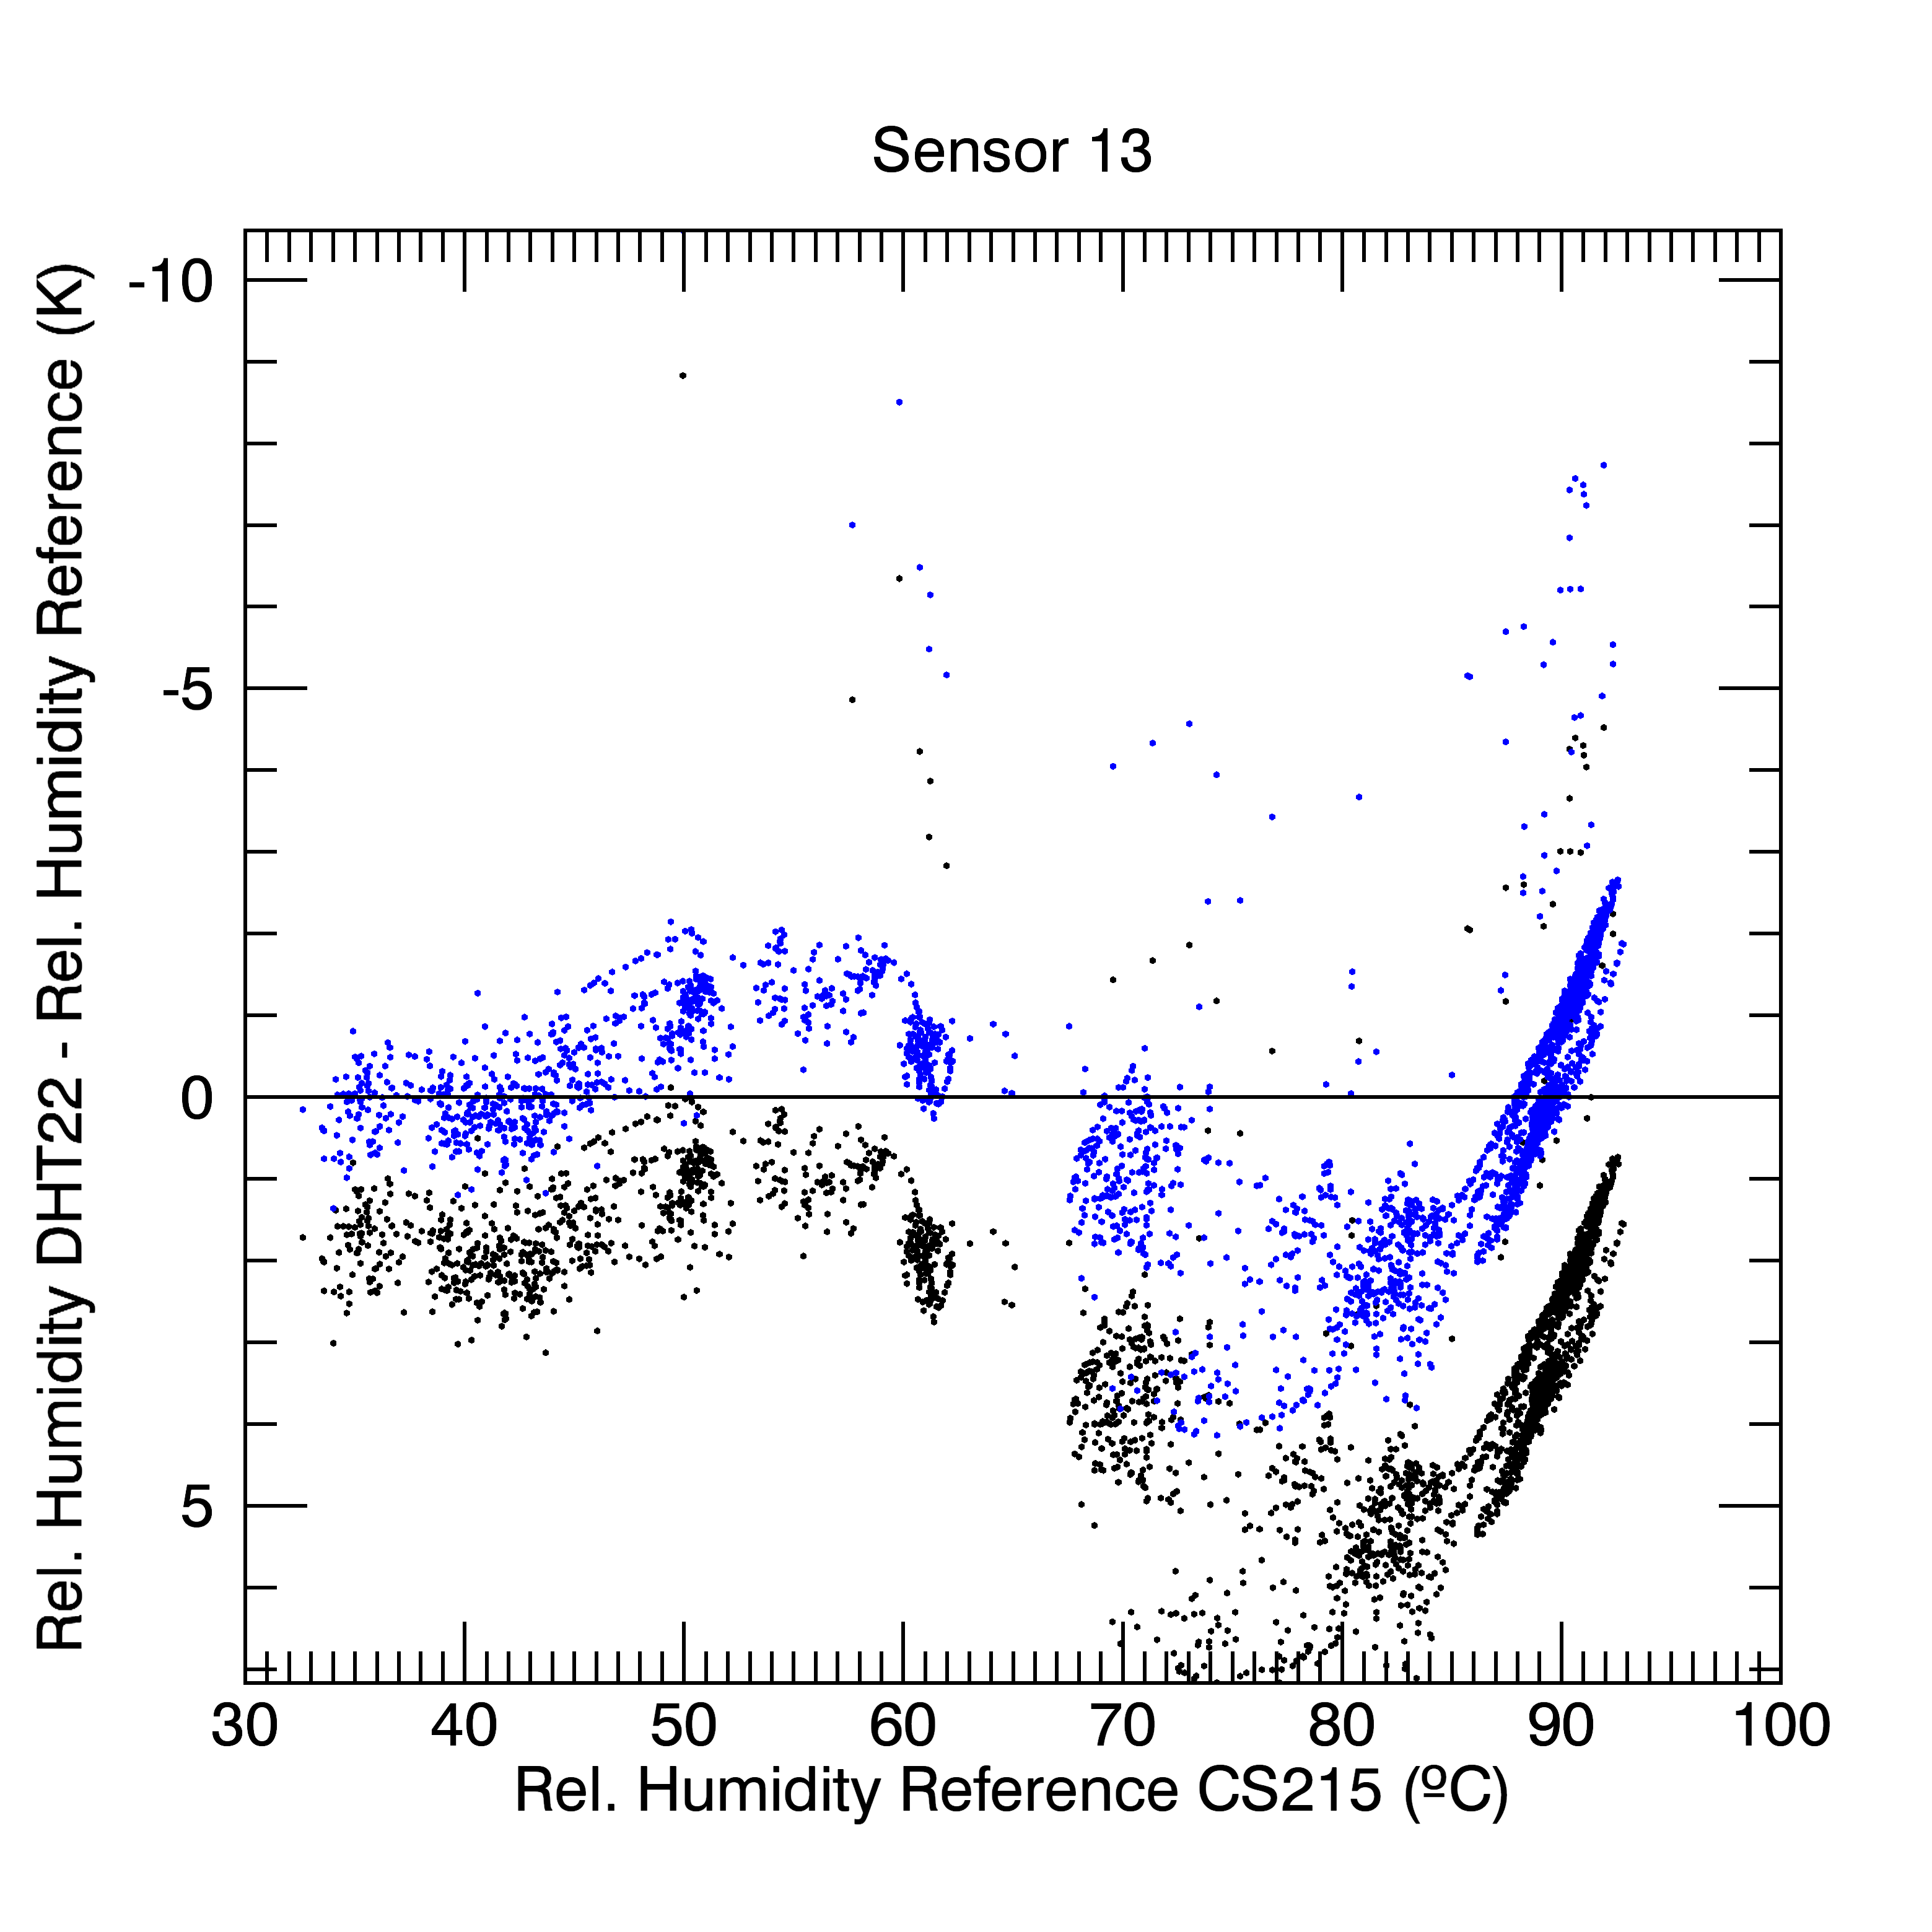 Sensor 13
Rel. Humidity DHT22 - Rel. Humidity Reference (K)
-10
-5
0
5
30 40 50 60 70 80 90 100
Rel. Humidity Reference CS215 (ºC)